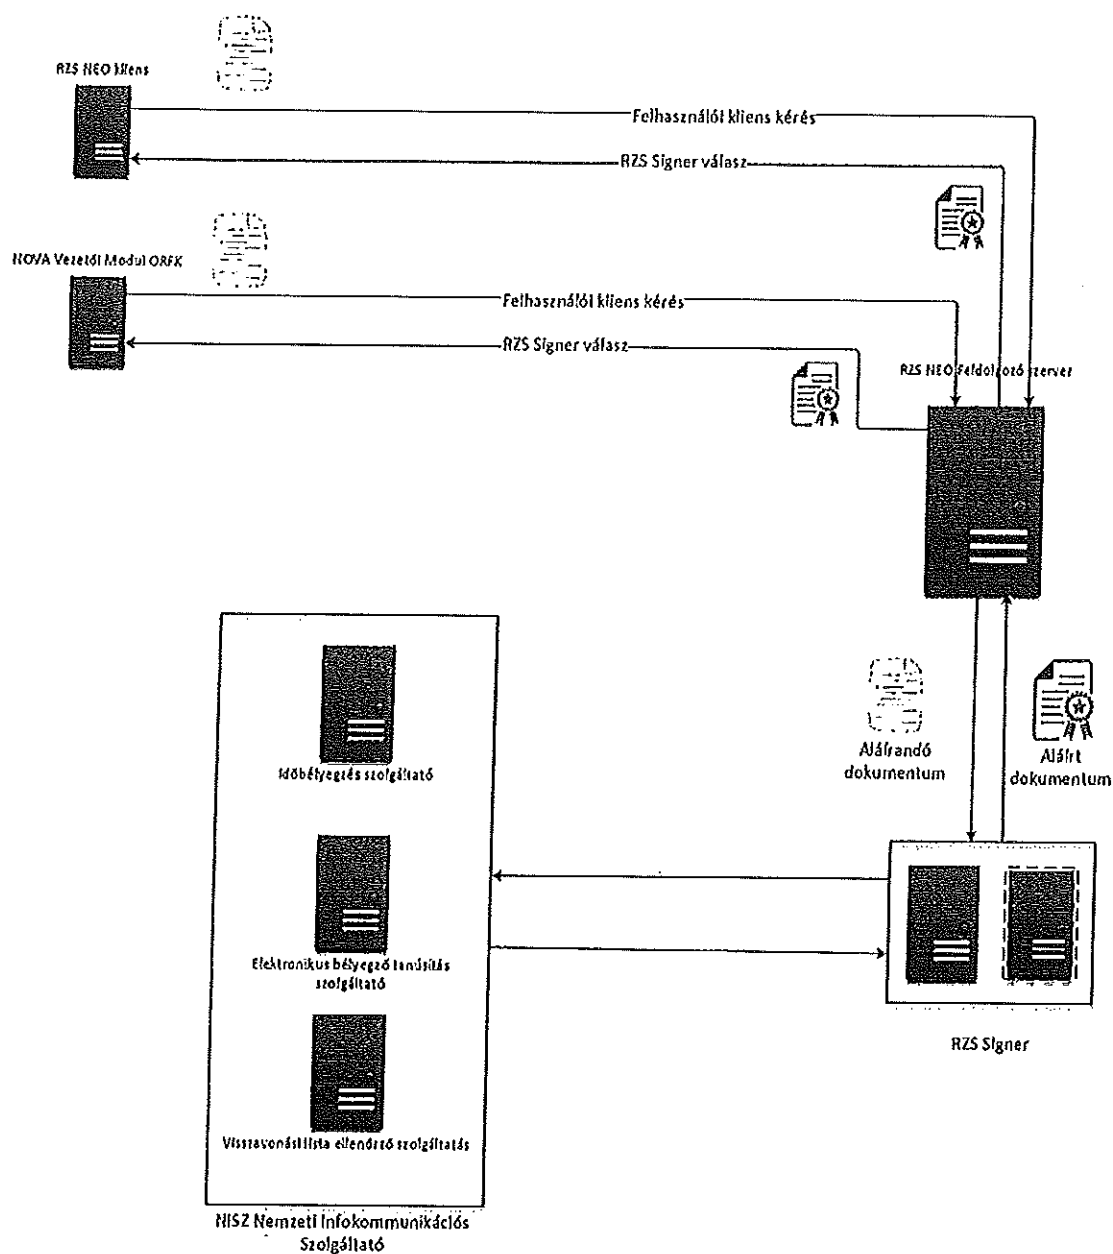 RZS NEO kliens
Felhasználói kliens kérés
RZS Signer válasz
NOVA Vezetői Modul ORFK
Felhasználói kliens kérés
RZS Signer válasz
RZS NEO Feldolgozó szerver
Aláírandó
dokumentum
Aláírt
dokumentum
Időbélyegzés szolgáltató
Elektronikus bélyegző tanúsítás
szolgáltató
RZS Signer
Visszavonási lista ellenőrző szolgáltatás
NISZ Nemzeti Infokommunikációs
Szolgáltató